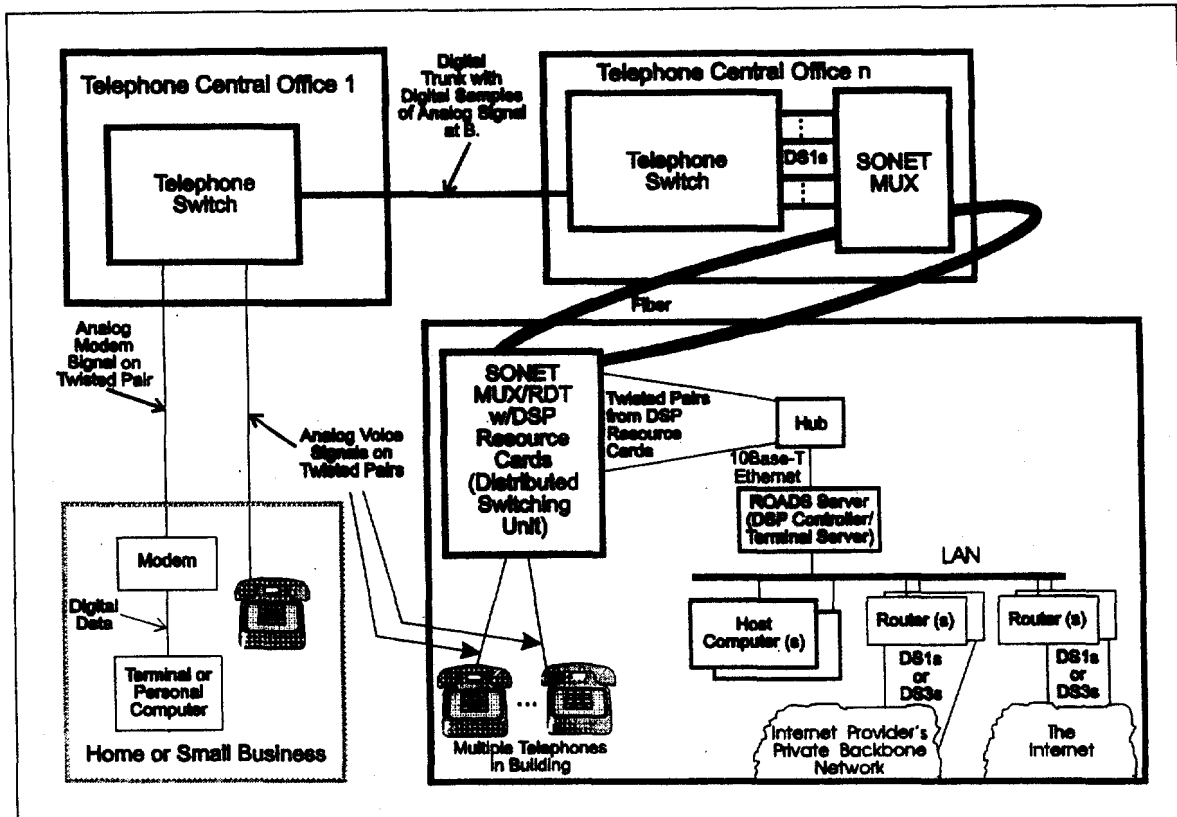 Telephone Central Office 1
Telephone
Switch
Digital
Trunk with
Digital Samples
of Analog Signal
at B.
Telephone Central Office n
Telephone
Switch
DS1s
SONET
MUX
Fiber
Analog
Modem
Signal on
Twisted Pair
Analog Voice
Signals on
Twisted Pairs
Modem
Digital
Data
Terminal or
Personal
Computer
Home or Small Business
SONET
MUX/RDT
w/DSP
Resource
Cards
(Distributed
Switching
Unit)
Twisted Pairs
from DSP
Resource
Cards
Hub
10Base-T
Ethernet
ROADS Server
(DSP Controller/
Terminal Server)
LAN
Host
Computer (s)
Router (s)
Router (s)
DS1s
or
DS3s
DS1s
or
DS3s
...
Multiple Telephones
in Building
Internet Provider's
Private Backbone
Network
The
Internet